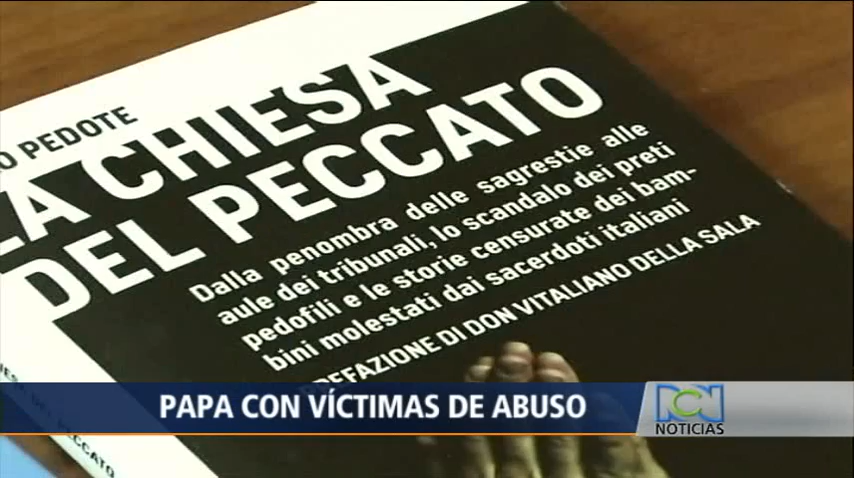 O PEDOTE
LA CHIESA
DEL PECCATO
Dalla penombra delle sagrestie alle
aule dei tribunali, lo scandalo dei preti
pedofili e le storie censurate dei bam-
bini molestati dai sacerdoti italiani
PREFAZIONE DI DON VITALIANO DELLA SALA
DEL PECCATO
PAPA CON VÍCTIMAS DE ABUSO
RCN
NOTICIAS